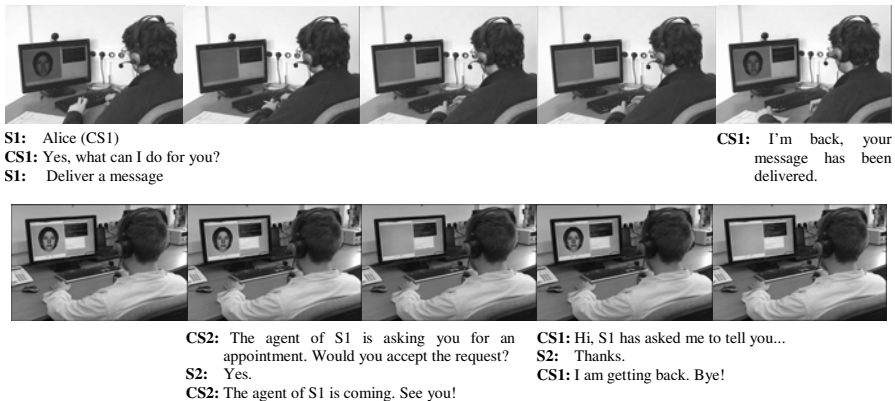 S1: Alice (CS1)
CS1: Yes, what can I do for you?
S1: Deliver a message
CS1: I'm back, your
message has been
delivered.
CS2: The agent of S1 is asking you for an
appointment. Would you accept the request?
S2: Yes.
CS2: The agent of S1 is coming. See you!
CS1: Hi, S1 has asked me to tell you...
S2: Thanks.
CS1: I am getting back. Bye!